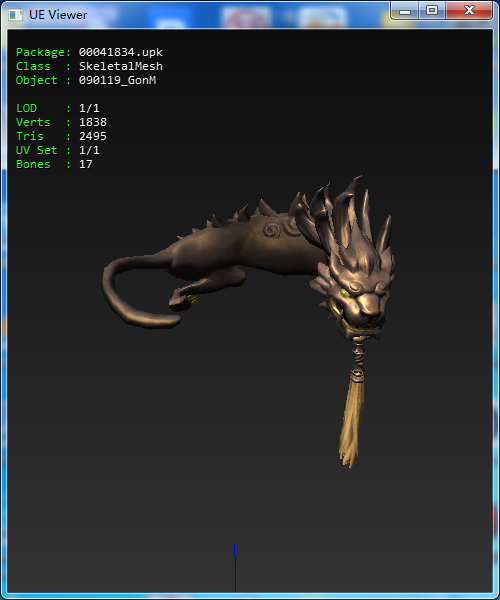 UE Viewer
Package: 00041834.upk
Class : SkeletalMesh
Object : 090119_GonM
LOD : 1/1
Verts : 1838
Tris : 2495
UV Set : 1/1
Bones : 17